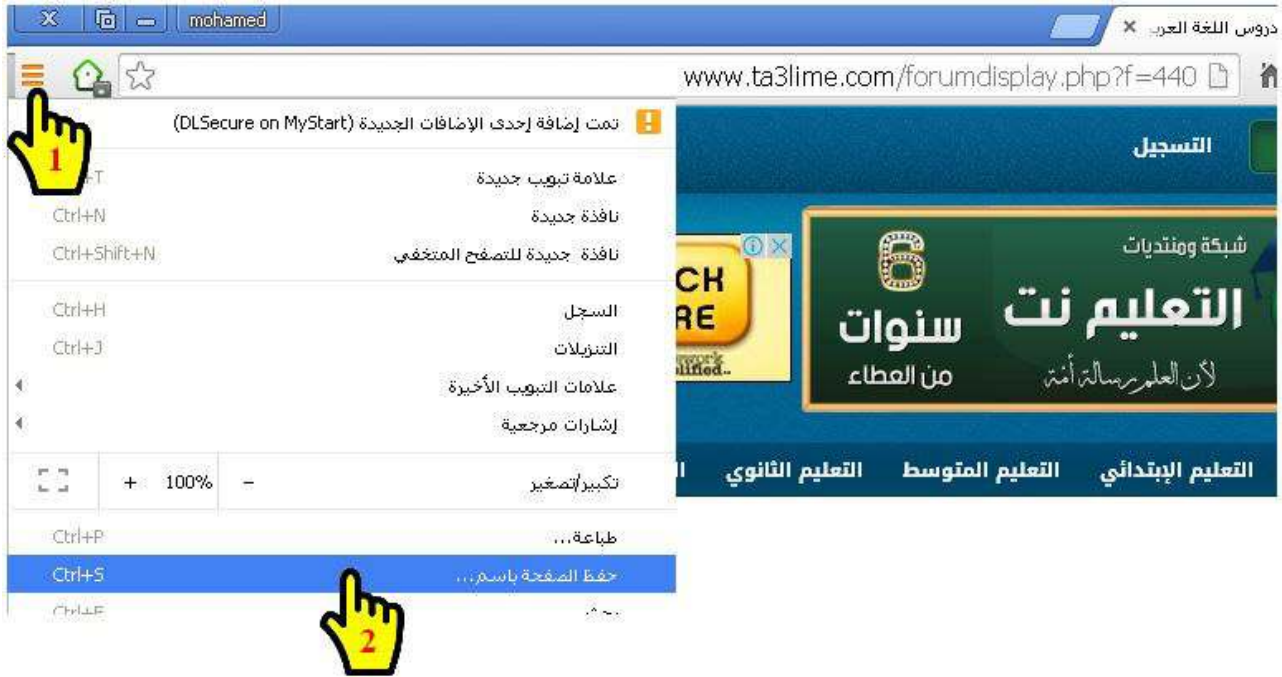 mohamed
دروس اللغة العرب
www.ta3lime.com/forumdisplay.php?f=440
تمت إضافة إحدى الإضافات الجديدة (DLSecure on MyStart)
علامة تبويب جديدة
نافذة جديدة Ctrl+N
نافذة جديدة للتصفح المتخفي Ctrl+Shift+N
السجل Ctrl+H
التنزيلات Ctrl+J
علامات التبويب الأخيرة
إشارات مرجعية
تكبير/تصغير - 100% +
طباعة... Ctrl+P
حفظ الصفحة باسم... Ctrl+S
1
2
التسجيل
شبكة ومنتديات
التعليم نت
لأن العلم رسالة أمة
6
سنوات
من العطاء
التعليم الإبتدائي التعليم المتوسط التعليم الثانوي